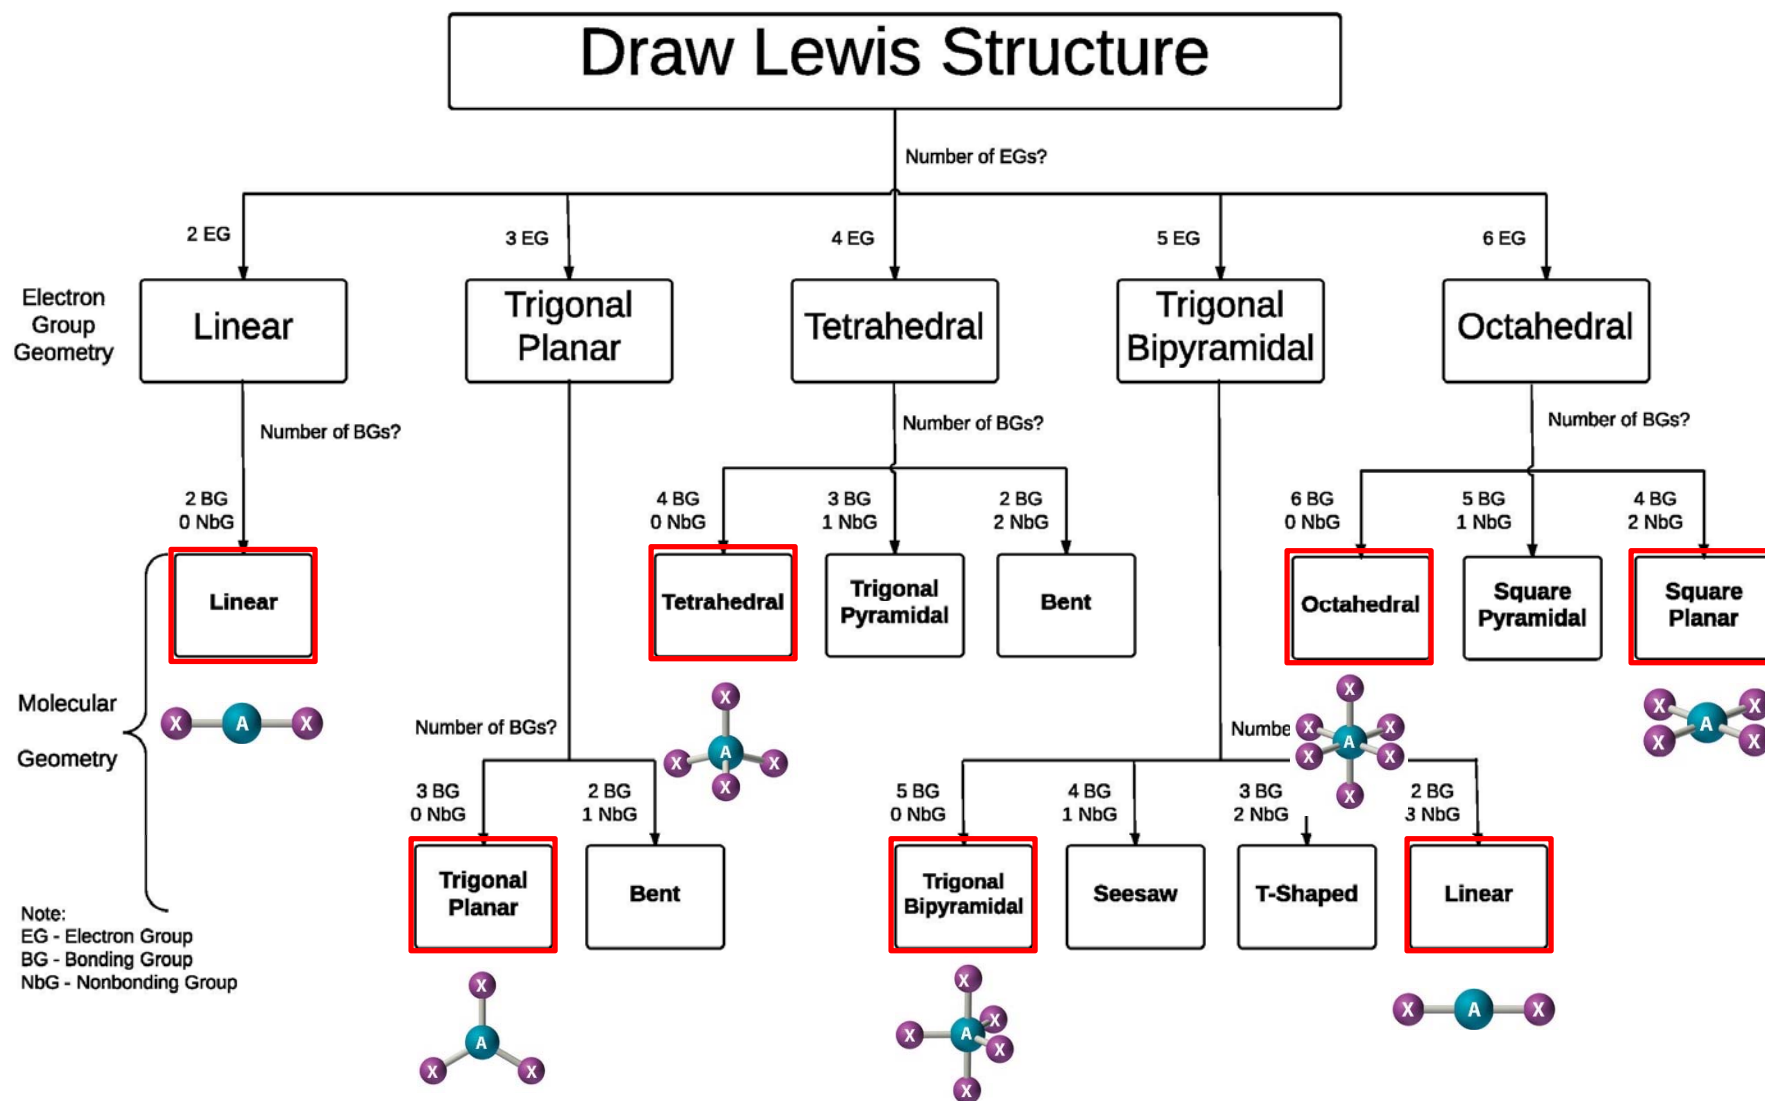 Draw Lewis Structure
Number of EGs?
2 EG
3 EG
4 EG
5 EG
6 EG
Electron
Group
Geometry
Linear
Trigonal
Planar
Tetrahedral
Trigonal
Bipyramidal
Octahedral
Number of BGs?
Number of BGs?
Number of BGs?
2 BG
0 NbG
4 BG
0 NbG
3 BG
1 NbG
2 BG
2 NbG
6 BG
0 NbG
5 BG
1 NbG
4 BG
2 NbG
Linear
Tetrahedral
Trigonal
Pyramidal
Bent
Octahedral
Square
Pyramidal
Square
Planar
Molecular
Geometry
X A X
X
X A X
X
X
X X
A
X X
X
X X
A
X X
Number of BGs?
3 BG
0 NbG
2 BG
1 NbG
5 BG
0 NbG
4 BG
1 NbG
3 BG
2 NbG
2 BG
3 NbG
Trigonal
Planar
Bent
Trigonal
Bipyramidal
Seesaw
T-Shaped
Linear
Note:
EG - Electron Group
BG - Bonding Group
NbG - Nonbonding Group
X
A
X X
X
X
X A
X
X
X A X